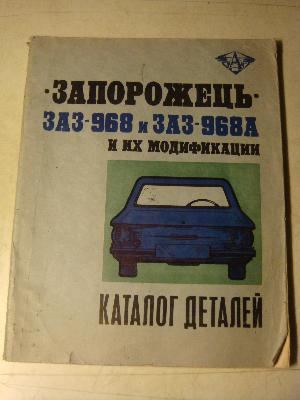 ·ЗАПОРОЖЕЦЬ·
ЗАЗ-968 и ЗАЗ-968А
И ИХ МОДИФИКАЦИИ
КАТАЛОГ ДЕТАЛЕЙ